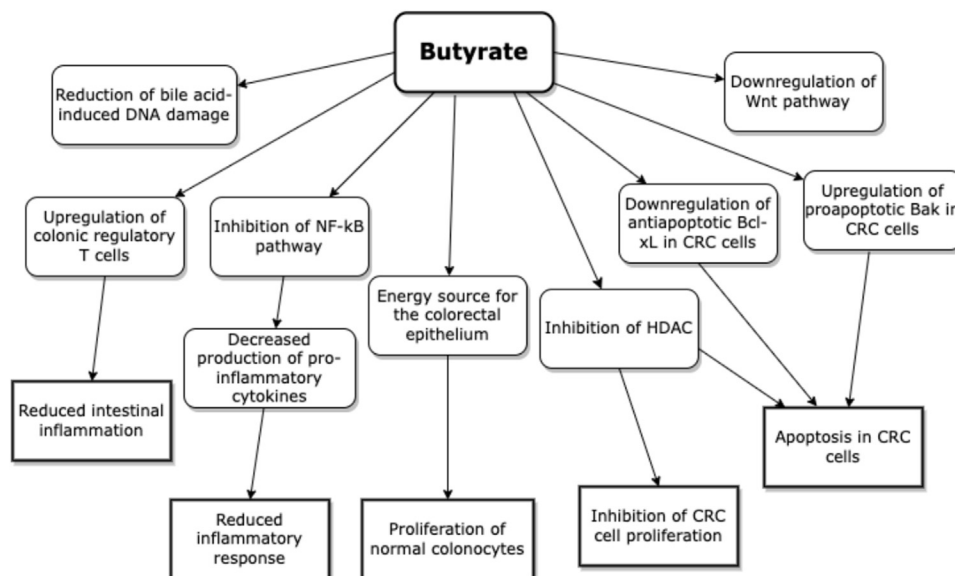 Butyrate
Reduction of bile acid-
induced DNA damage
Downregulation of
Wnt pathway
Upregulation of
colonic regulatory
T cells
Inhibition of NF-kB
pathway
Energy source for
the colorectal
epithelium
Inhibition of HDAC
Downregulation of
antiapoptotic Bcl-
xL in CRC cells
Upregulation of
proapoptotic Bak in
CRC cells
Decreased
production of pro-
inflammatory
cytokines
Reduced intestinal
inflammation
Apoptosis in CRC
cells
Reduced
inflammatory
response
Proliferation of
normal colonocytes
Inhibition of CRC
cell proliferation